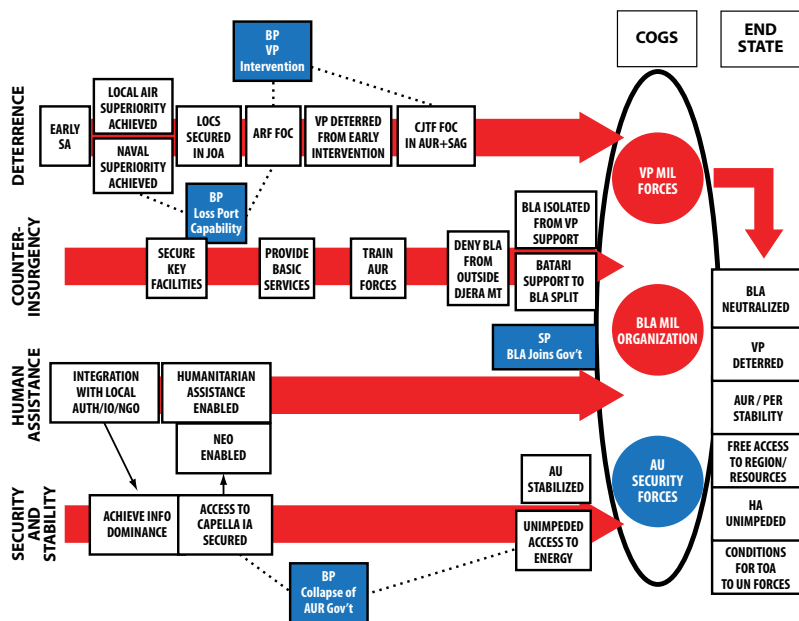 COGS
END
STATE
DETERRENCE
BP
VP
Intervention
EARLY
SA
LOCAL AIR
SUPERIORITY
ACHIEVED
NAVAL
SUPERIORITY
ACHIEVED
LOCS
SECURED
IN JOA
ARF FOC
VP DETERRED
FROM EARLY
INTERVENTION
CJTF FOC
IN AUR+SAG
BP
Loss Port
Capability
VP MIL
FORCES
COUNTER-
INSURGENCY
SECURE
KEY
FACILITIES
PROVIDE
BASIC
SERVICES
TRAIN
AUR
FORCES
DENY BLA
FROM
OUTSIDE
DJERA MT
BLA ISOLATED
FROM VP
SUPPORT
BATARI
SUPPORT TO
BLA SPLIT
SP
BLA Joins Gov't
BLA MIL
ORGANIZATION
HUMAN
ASSISTANCE
INTEGRATION
WITH LOCAL
AUTH/IO/NGO
HUMANITARIAN
ASSISTANCE
ENABLED
NEO
ENABLED
SECURITY
AND
STABILITY
ACHIEVE INFO
DOMINANCE
ACCESS TO
CAPELLA IA
SECURED
BP
Collapse of
AUR Gov't
AU
STABILIZED
UNIMPEDED
ACCESS TO
ENERGY
AU
SECURITY
FORCES
BLA
NEUTRALIZED
VP
DETERRED
AUR / PER
STABILITY
FREE ACCESS
TO REGION/
RESOURCES
HA
UNIMPEDED
CONDITIONS
FOR TOA
TO UN FORCES